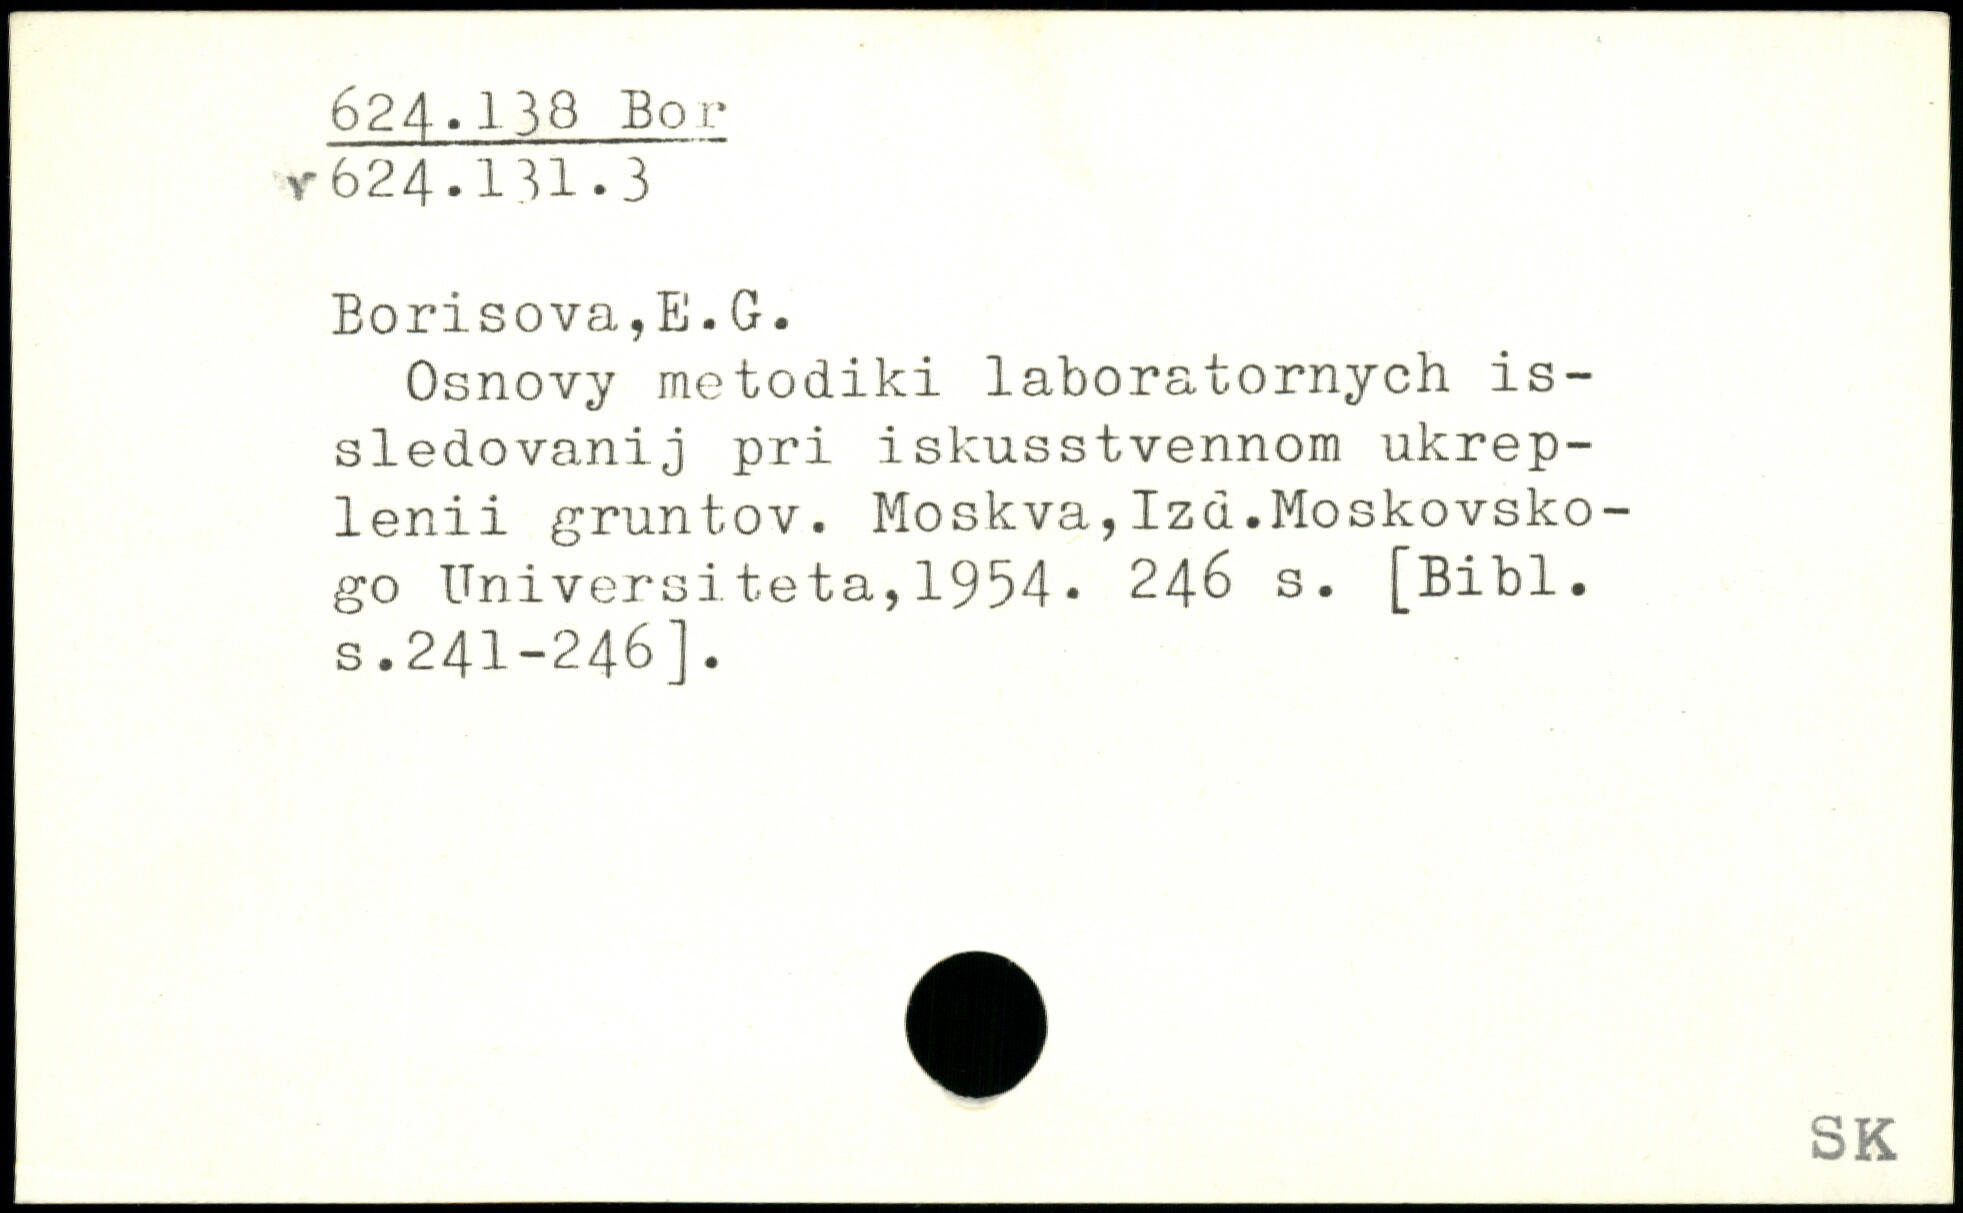 624.138 Bor
v 624.131.3
Borisova,E.G.
Osnovy metodiki laboratornych is-
sledovanij pri iskusstvennom ukrep-
lenii gruntov. Moskva,Izd.Moskovsko-
go Universiteta,1954. 246 s. [Bibl.
s.241-246].
SK